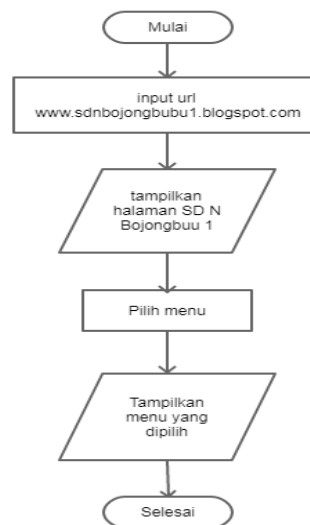 Mulai
input url
www.sdnbojongbubu1.blogspot.com
tampilkan
halaman SD N
Bojongbuu 1
Pilih menu
Tampilkan
menu yang
dipilih
Selesai